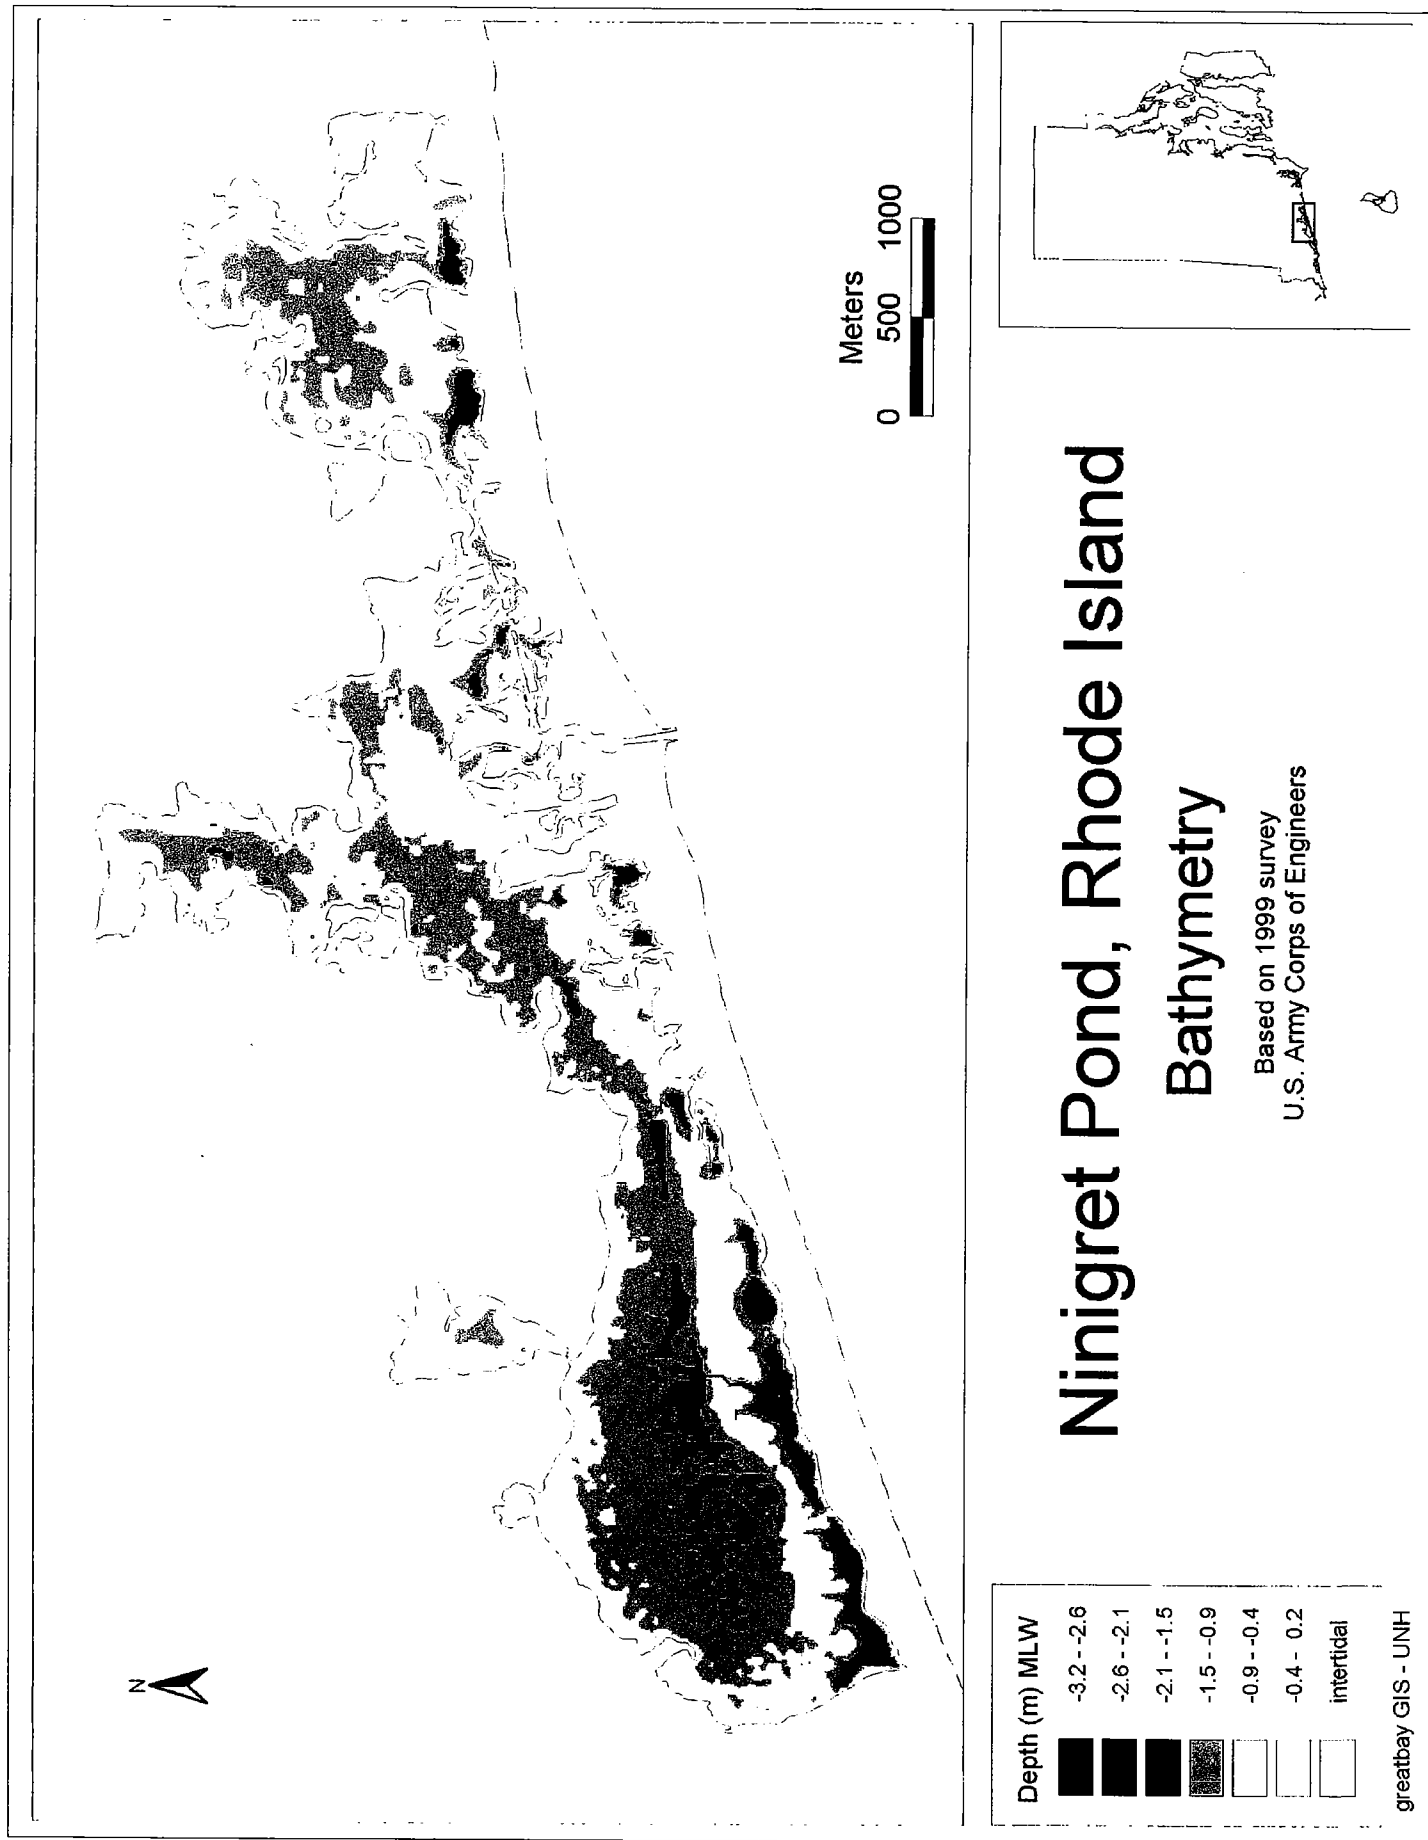 N
Meters
0 500 1000
Depth (m) MLW
-3.2 - -2.6
-2.6 - -2.1
-2.1 - -1.5
-1.5 - -0.9
-0.9 - -0.4
-0.4 - 0.2
intertidal
greatbay GIS - UNH
Ninigret Pond, Rhode Island
Bathymetry
Based on 1999 survey
U.S. Army Corps of Engineers